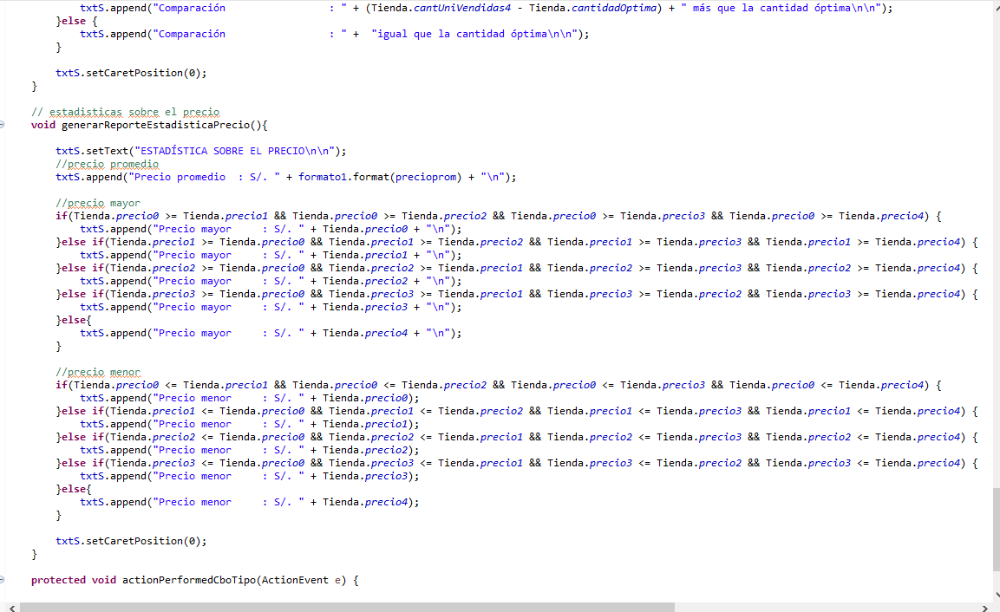 txtS.append("Comparación                 : " + (Tienda.cantUniVendidas4 - Tienda.cantidadOptima) + " más que la cantidad óptima\n\n");
}else {
txtS.append("Comparación                 : " +  "igual que la cantidad óptima\n\n");
}
txtS.setCaretPosition(0);
}
// estadisticas sobre el precio
void generarReporteEstadisticaPrecio(){
txtS.setText("ESTADÍSTICA SOBRE EL PRECIO\n\n");
//precio promedio
txtS.append("Precio promedio  : S/. " + formato1.format(precioprom) + "\n");
//precio mayor
if(Tienda.precio0 >= Tienda.precio1 && Tienda.precio0 >= Tienda.precio2 && Tienda.precio0 >= Tienda.precio3 && Tienda.precio0 >= Tienda.precio4) {
txtS.append("Precio mayor     : S/. " + Tienda.precio0 + "\n");
}else if(Tienda.precio1 >= Tienda.precio0 && Tienda.precio1 >= Tienda.precio2 && Tienda.precio1 >= Tienda.precio3 && Tienda.precio1 >= Tienda.precio4) {
txtS.append("Precio mayor     : S/. " + Tienda.precio1 + "\n");
}else if(Tienda.precio2 >= Tienda.precio0 && Tienda.precio2 >= Tienda.precio1 && Tienda.precio2 >= Tienda.precio3 && Tienda.precio2 >= Tienda.precio4) {
txtS.append("Precio mayor     : S/. " + Tienda.precio2 + "\n");
}else if(Tienda.precio3 >= Tienda.precio0 && Tienda.precio3 >= Tienda.precio1 && Tienda.precio3 >= Tienda.precio2 && Tienda.precio3 >= Tienda.precio4) {
txtS.append("Precio mayor     : S/. " + Tienda.precio3 + "\n");
}else{
txtS.append("Precio mayor     : S/. " + Tienda.precio4 + "\n");
}
//precio menor
if(Tienda.precio0 <= Tienda.precio1 && Tienda.precio0 <= Tienda.precio2 && Tienda.precio0 <= Tienda.precio3 && Tienda.precio0 <= Tienda.precio4) {
txtS.append("Precio menor     : S/. " + Tienda.precio0);
}else if(Tienda.precio1 <= Tienda.precio0 && Tienda.precio1 <= Tienda.precio2 && Tienda.precio1 <= Tienda.precio3 && Tienda.precio1 <= Tienda.precio4) {
txtS.append("Precio menor     : S/. " + Tienda.precio1);
}else if(Tienda.precio2 <= Tienda.precio0 && Tienda.precio2 <= Tienda.precio1 && Tienda.precio2 <= Tienda.precio3 && Tienda.precio2 <= Tienda.precio4) {
txtS.append("Precio menor     : S/. " + Tienda.precio2);
}else if(Tienda.precio3 <= Tienda.precio0 && Tienda.precio3 <= Tienda.precio1 && Tienda.precio3 <= Tienda.precio2 && Tienda.precio3 <= Tienda.precio4) {
txtS.append("Precio menor     : S/. " + Tienda.precio3);
}else{
txtS.append("Precio menor     : S/. " + Tienda.precio4);
}
txtS.setCaretPosition(0);
}
protected void actionPerformedCboTipo(ActionEvent e) {